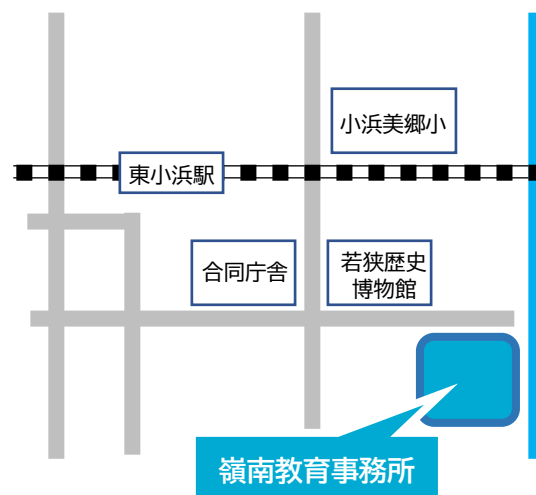 小浜美郷小
東小浜駅
合同庁舎
若狭歴史
博物館
嶺南教育事務所